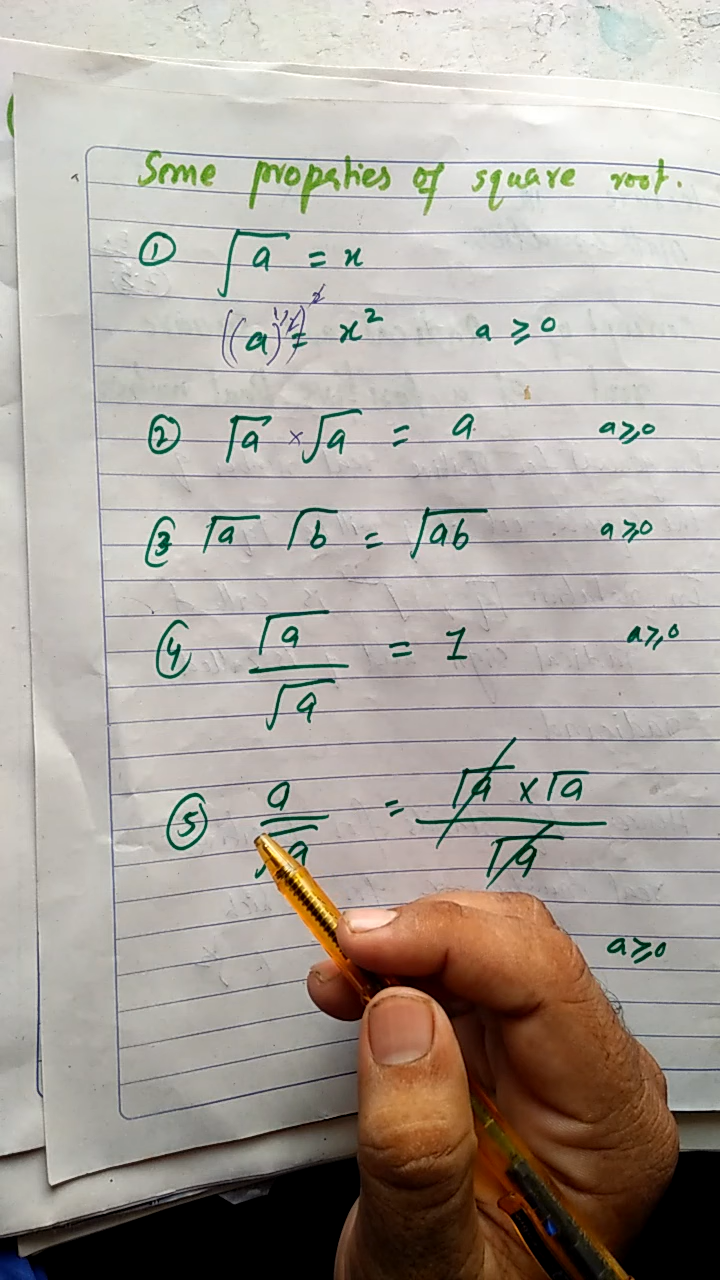 Some properties of square root.
① √a = x
((a)^1/2)^2 = x² a ≥ 0
② √a × √a = a a ≥ 0
③ √a √b = √ab a ≥ 0
④ √a / √a = 1 a ≥ 0
⑤ a / √a = √a × √a / √a
a ≥ 0